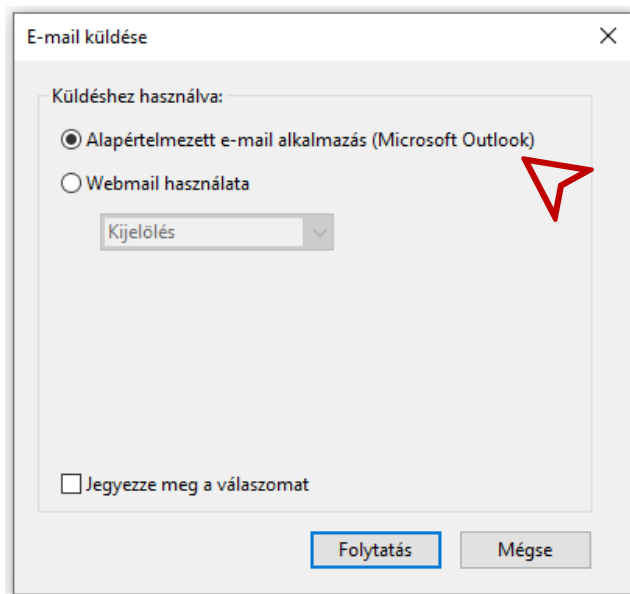 E-mail küldése
Küldéshez használva:
Alapértelmezett e-mail alkalmazás (Microsoft Outlook)
Webmail használata
Kijelölés
Jegyezze meg a válaszomat
Folytatás
Mégse